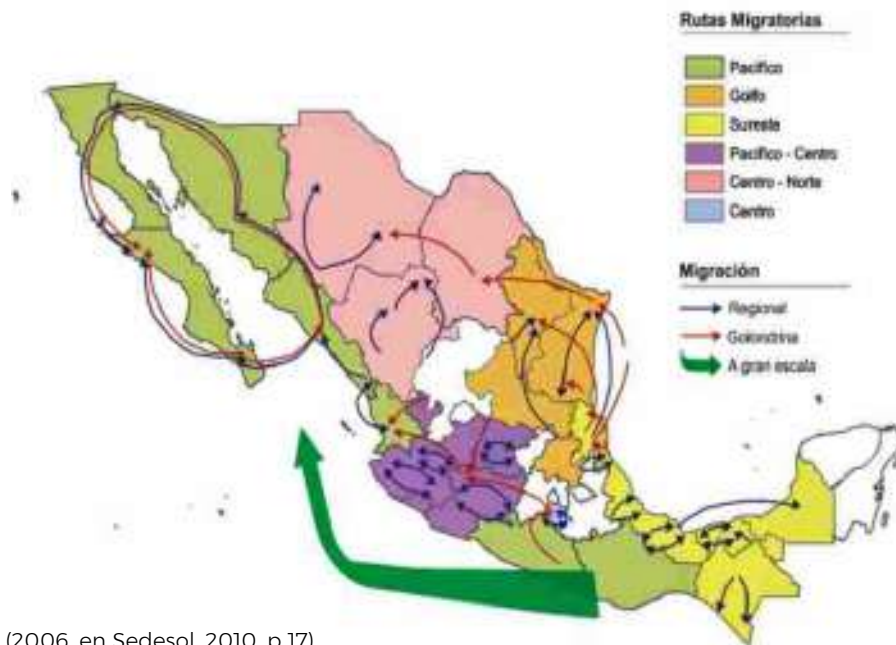 Rutas Migratorias
Pacífico
Golfo
Sureste
Pacífico - Centro
Centro - Norte
Centro
Migración
Regional
Golondrina
A gran escala
(2006, en Sedesol, 2010, p.17)